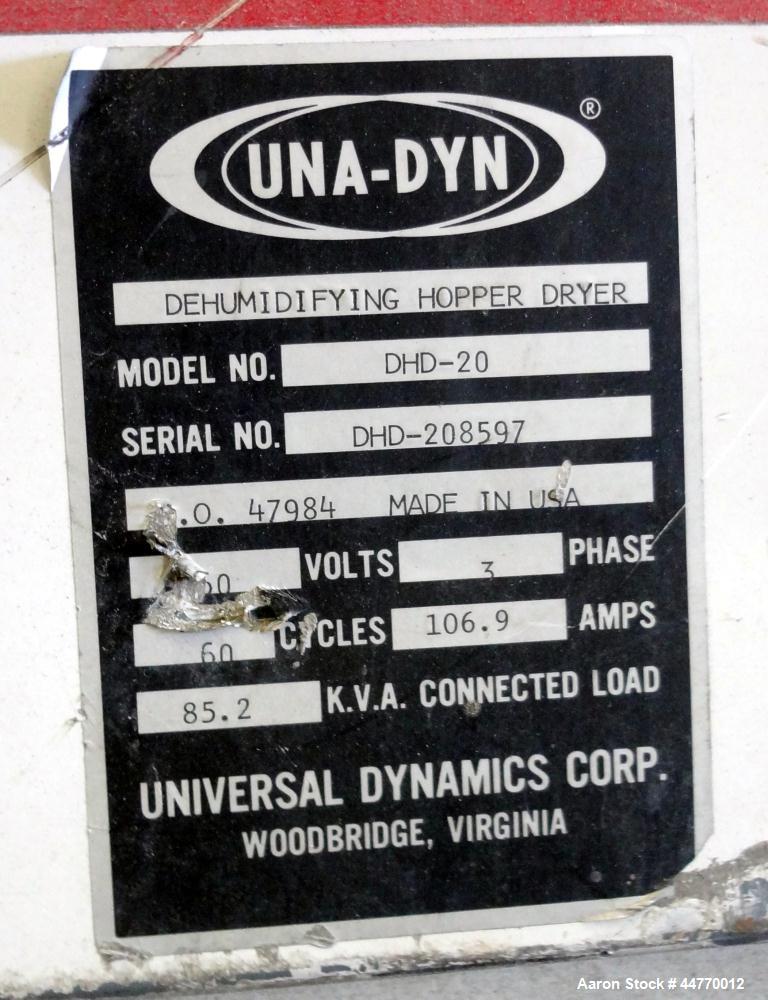 UNA-DYN ®
DEHUMIDIFYING HOPPER DRYER
MODEL NO. DHD-20
SERIAL NO. DHD-208597
.O. 47984 MADE IN USA
VOLTS 3 PHASE
60 CYCLES 106.9 AMPS
85.2 K.V.A. CONNECTED LOAD
UNIVERSAL DYNAMICS CORP.
WOODBRIDGE, VIRGINIA
Aaron Stock # 44770012